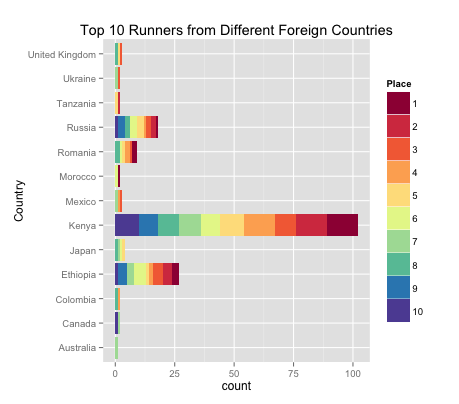 Top 10 Runners from Different Foreign Countries
Country
United Kingdom
Ukraine
Tanzania
Russia
Romania
Morocco
Mexico
Kenya
Japan
Ethiopia
Colombia
Canada
Australia
0 25 50 75 100
count
Place
1
2
3
4
5
6
7
8
9
10